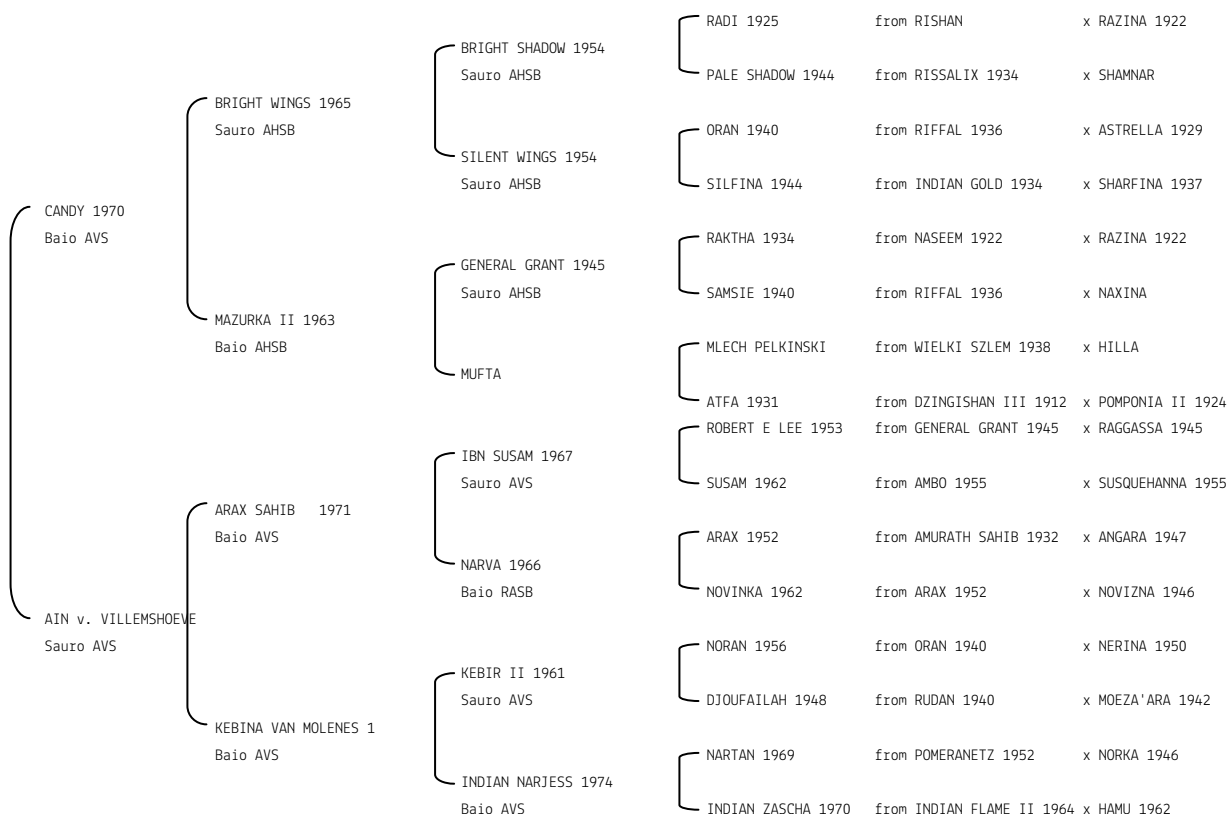 RADI 1925 from RISHAN x RAZINA 1922
BRIGHT SHADOW 1954
Sauro AHSB
PALE SHADOW 1944 from RISSALIX 1934 x SHAMNAR
BRIGHT WINGS 1965
Sauro AHSB
ORAN 1940 from RIFFAL 1936 x ASTRELLA 1929
SILENT WINGS 1954
Sauro AHSB
SILFINA 1944 from INDIAN GOLD 1934 x SHARFINA 1937
CANDY 1970
Baio AVS
RAKTHA 1934 from NASEEM 1922 x RAZINA 1922
GENERAL GRANT 1945
Sauro AHSB
SAMSIE 1940 from RIFFAL 1936 x NAXINA
MAZURKA II 1963
Baio AHSB
MLECH PELKINSKI from WIELKI SZLEM 1938 x HILLA
MUFTA
ATFA 1931 from DZINGISHAN III 1912 x POMPONIA II 1924
ROBERT E LEE 1953 from GENERAL GRANT 1945 x RAGGASSA 1945
IBN SUSAM 1967
Sauro AVS
SUSAM 1962 from AMBO 1955 x SUSQUEHANNA 1955
ARAX SAHIB 1971
Baio AVS
ARAX 1952 from AMURATH SAHIB 1932 x ANGARA 1947
NARVA 1966
Baio RASB
NOVINKA 1962 from ARAX 1952 x NOVIZNA 1946
AIN v. VILLEMSHOEVE
Sauro AVS
NORAN 1956 from ORAN 1940 x NERINA 1950
KEBIR II 1961
Sauro AVS
DJOUFAILAH 1948 from RUDAN 1940 x MOEZA'ARA 1942
KEBINA VAN MOLENES 1
Baio AVS
NARTAN 1969 from POMERANETZ 1952 x NORKA 1946
INDIAN NARJESS 1974
Baio AVS
INDIAN ZASCHA 1970 from INDIAN FLAME II 1964 x HAMU 1962